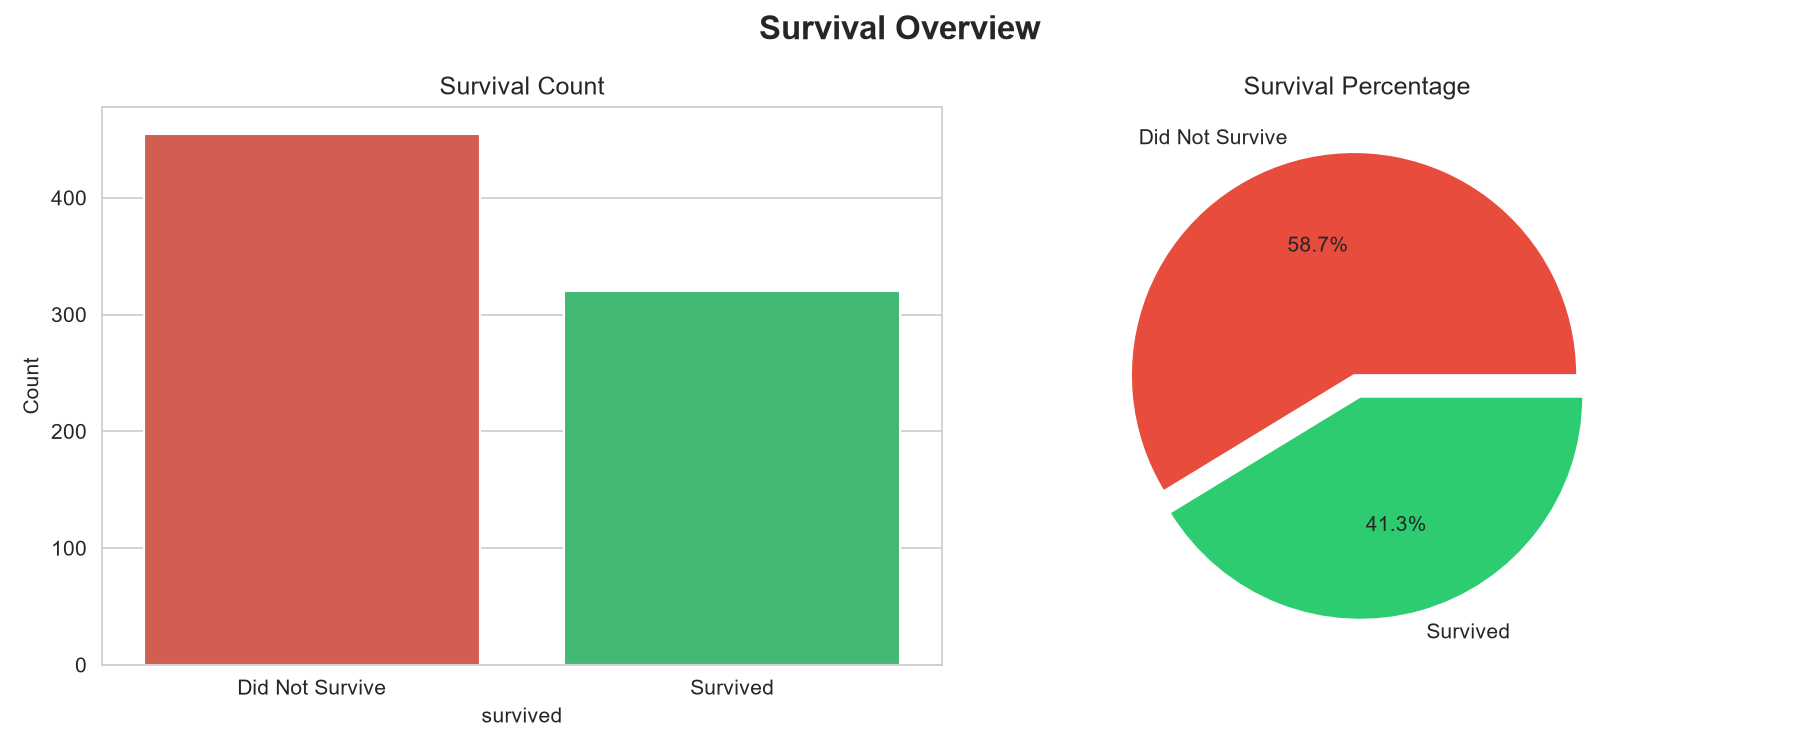 Survival Overview
Survival Count
400
300
200
100
0
Count
Did Not Survive
Survived
survived
Survival Percentage
Did Not Survive
58.7%
41.3%
Survived